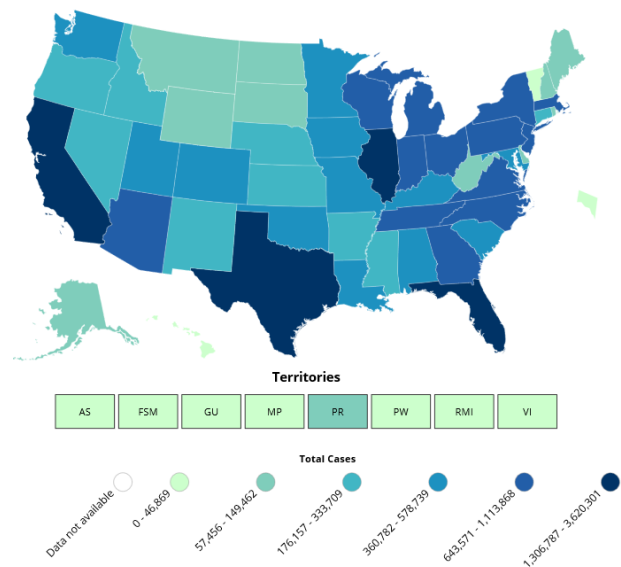 Territories
AS FSM GU MP PR PW RMI VI
Total Cases
Data not available
0 - 46,869
57,456 - 149,462
176,157 - 333,709
360,782 - 578,739
643,571 - 1,113,868
1,306,787 - 3,620,301